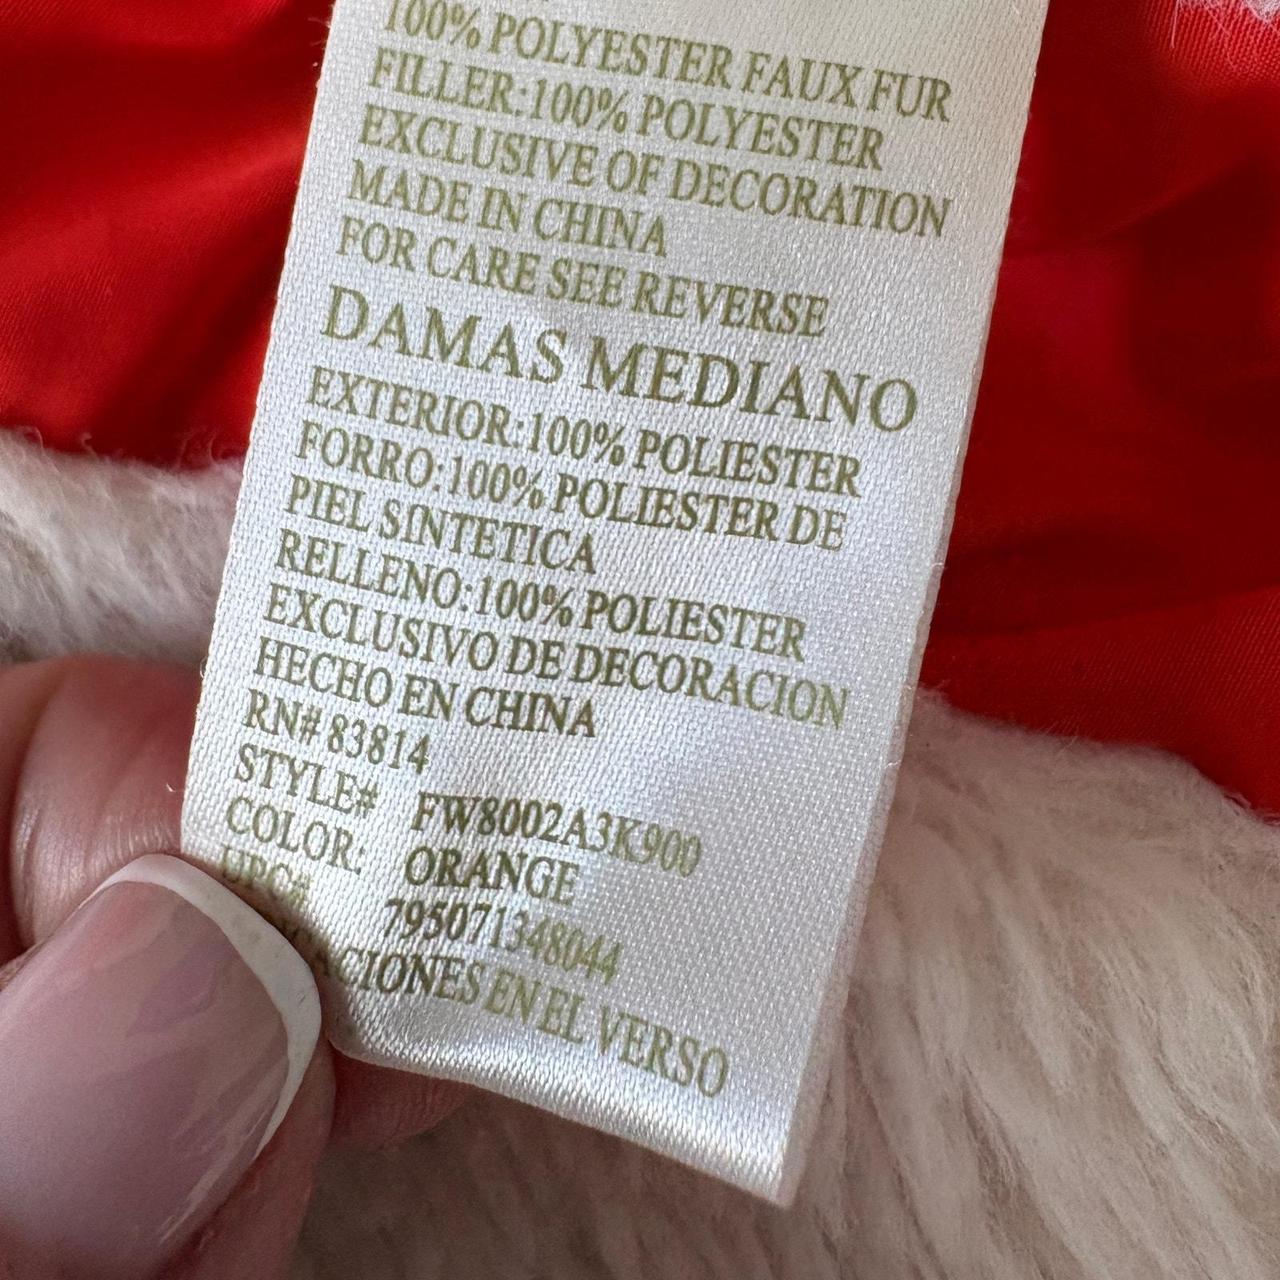 100% POLYESTER FAUX FUR
FILLER:100% POLYESTER
EXCLUSIVE OF DECORATION
MADE IN CHINA
FOR CARE SEE REVERSE
DAMAS MEDIANO
EXTERIOR:100% POLIESTER
FORRO:100% POLIESTER DE
PIEL SINTETICA
RELLENO:100% POLIESTER
EXCLUSIVO DE DECORACION
HECHO EN CHINA
RN# 83814
STYLE# FW8002A3K900
COLOR: ORANGE
UPC# 795071348044
EN EL VERSO